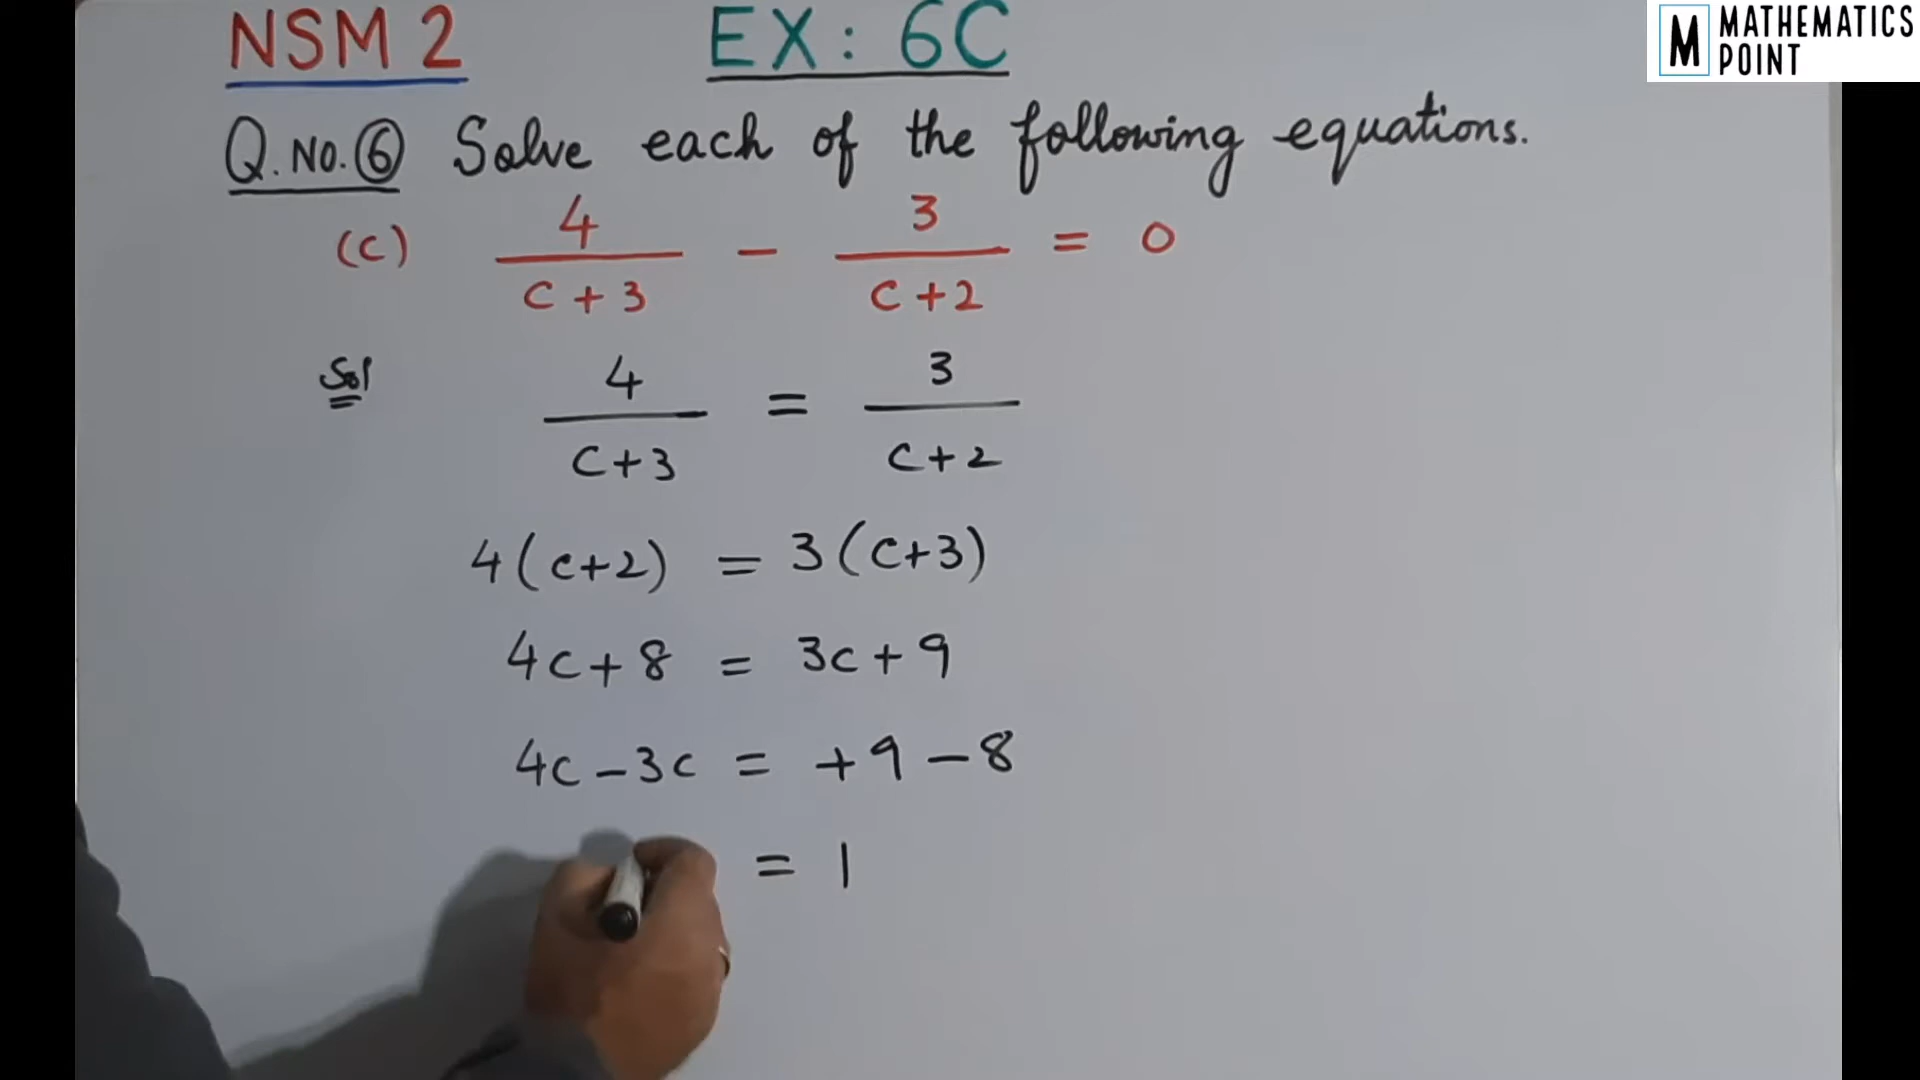 NSM 2 EX: 6C
M MATHEMATICS POINT
Q.NO.⑥ Solve each of the following equations.
(c) 4/(c+3) - 3/(c+2) = 0
Sol 4/(c+3) = 3/(c+2)
4(c+2) = 3(c+3)
4c+8 = 3c+9
4c-3c = +9-8
= 1